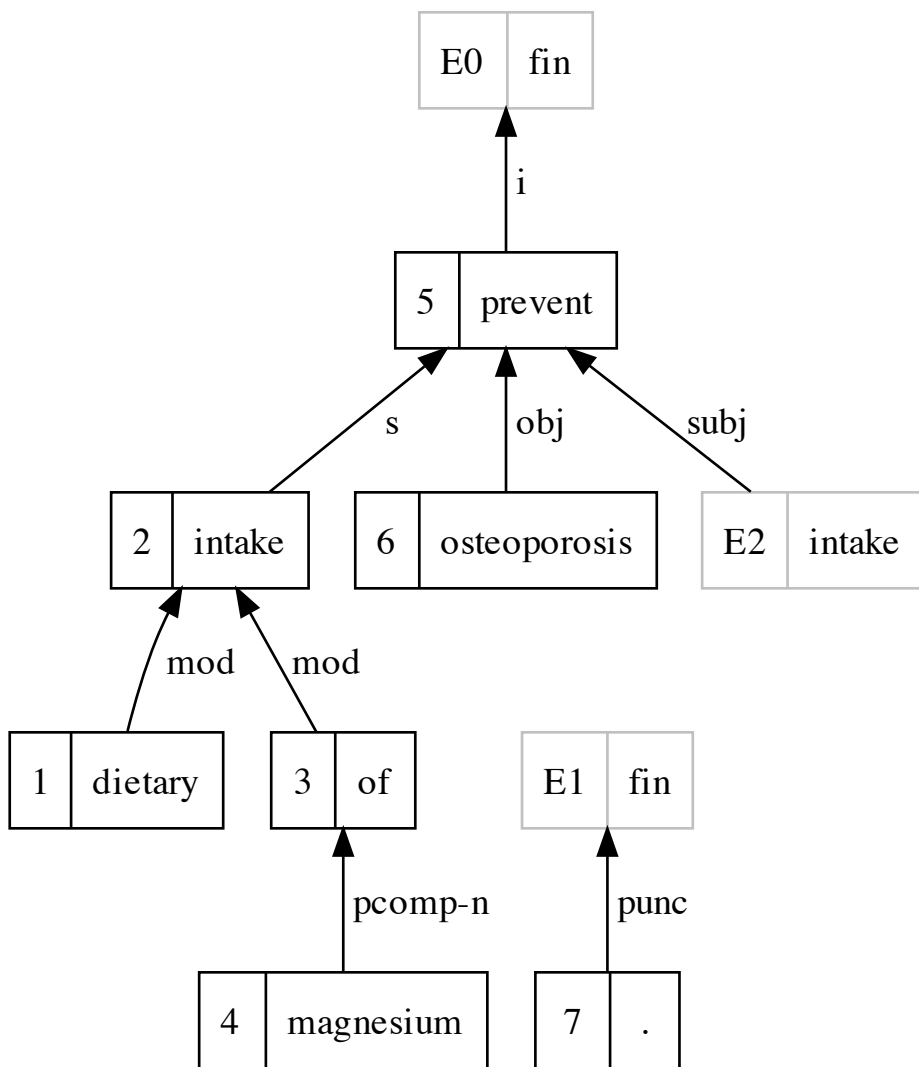 E0 fin
i
5 prevent
s obj subj
2 intake 6 osteoporosis E2 intake
mod mod
1 dietary 3 of E1 fin
pcomp-n punc
4 magnesium 7 .